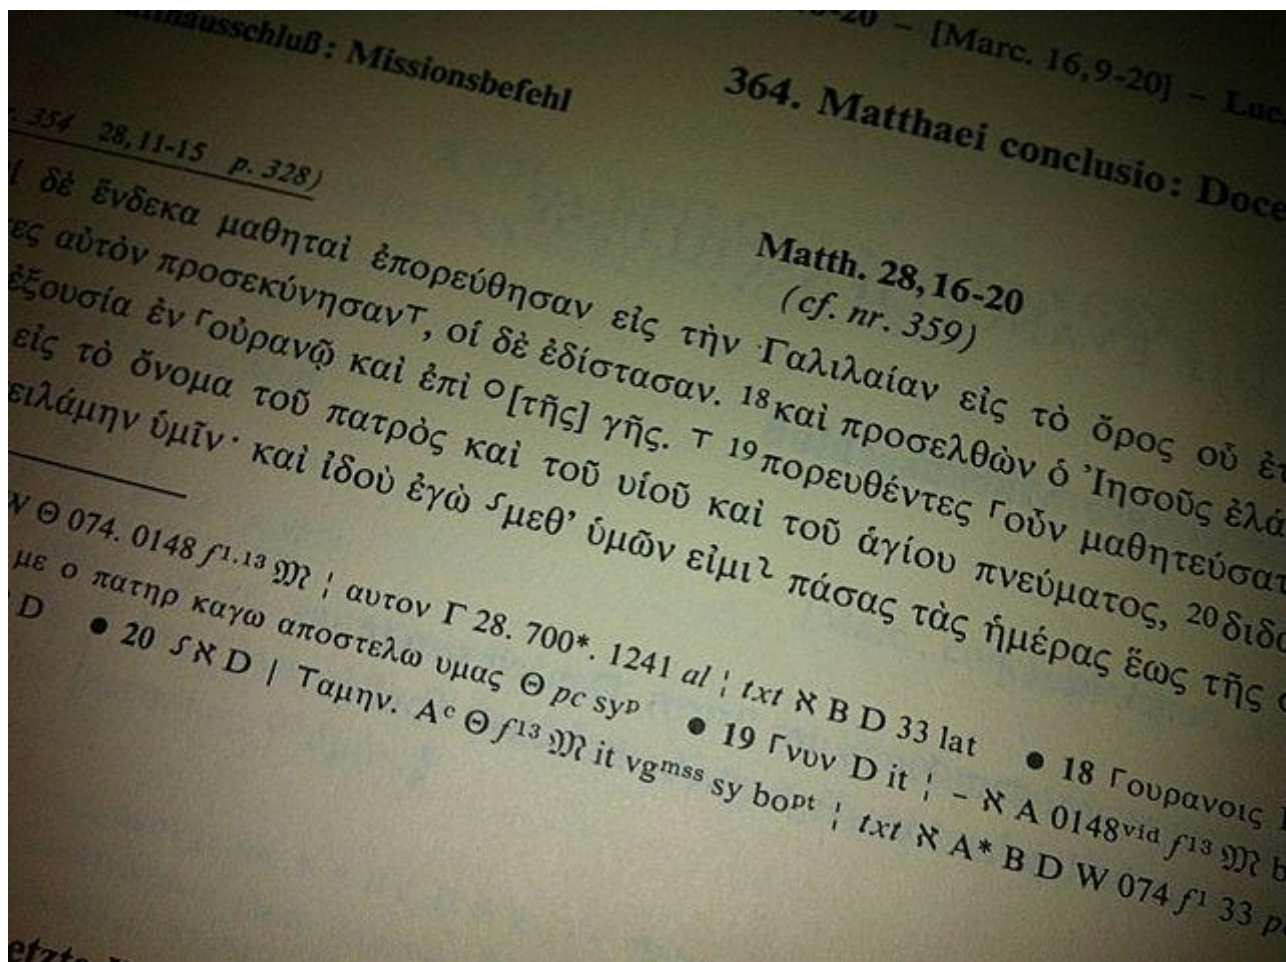 – [Marc. 16,9-20] – Luc.
Missionsbefehl
364. Matthaei conclusio: Doce
354 28,11-15 p. 328)
Matth. 28,16-20
(cf. nr. 359)
δὲ ἕνδεκα μαθηταὶ ἐπορεύθησαν εἰς τὴν Γαλιλαίαν εἰς τὸ ὄρος οὗ
αὐτὸν προσεκύνησαν⊤, οἱ δὲ ἐδίστασαν. 18 καὶ προσελθὼν ὁ Ἰησοῦς
ἐξουσία ἐν ⸀οὐρανῷ καὶ ἐπὶ ⸋[τῆς] γῆς. ⊤ 19 πορευθέντες ⸀οὖν μαθητεύσατ
εἰς τὸ ὄνομα τοῦ πατρὸς καὶ τοῦ υἱοῦ καὶ τοῦ ἁγίου πνεύματος, 20 διδ
ειλάμην ὑμῖν· καὶ ἰδοὺ ἐγὼ ⸂μεθ’ ὑμῶν εἰμι⸃ πάσας τὰς ἡμέρας ἕως τῆς
W Θ 074. 0148 f1.13 𝔐 ¦ αυτον Γ 28. 700*. 1241 al ¦ txt א B D 33 lat ● 18 ⸀ουρανοις
με ο πατηρ καγω αποστελω υμας Θ pc syp ● 19 ⸀νυν D it ¦ – א A 0148vid f13 𝔐
D ● 20 ⸂ א D | ⊤αμην. Ac Θ f13 𝔐 it vgmss sy bopt ¦ txt א A* B D W 074 f1 33